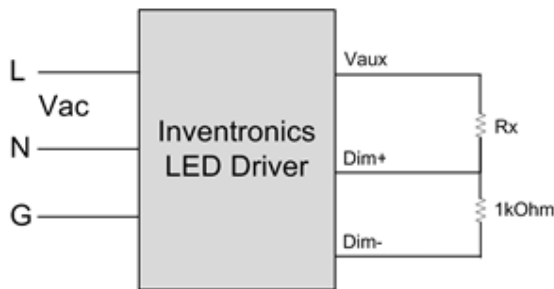 L
Vac
N
G
Inventronics
LED Driver
Vaux
Rx
Dim+
1kOhm
Dim-